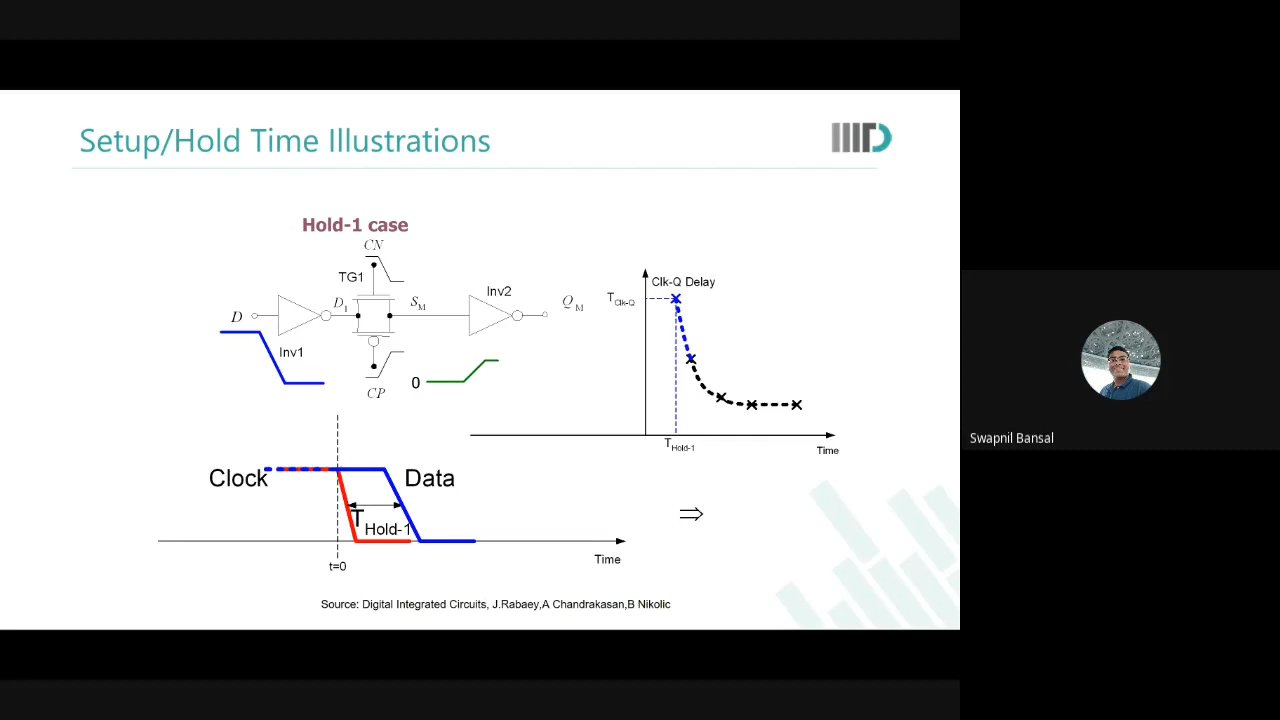 Setup/Hold Time Illustrations
IIITD
Hold-1 case
CN
TG1
D
D1
SM
Inv2
QM
Inv1
0
CP
Clk-Q Delay
TClk-Q
THold-1
Time
Clock
Data
THold-1
t=0
Time
⇒
Source: Digital Integrated Circuits, J.Rabaey,A Chandrakasan,B Nikolic
Swapnil Bansal